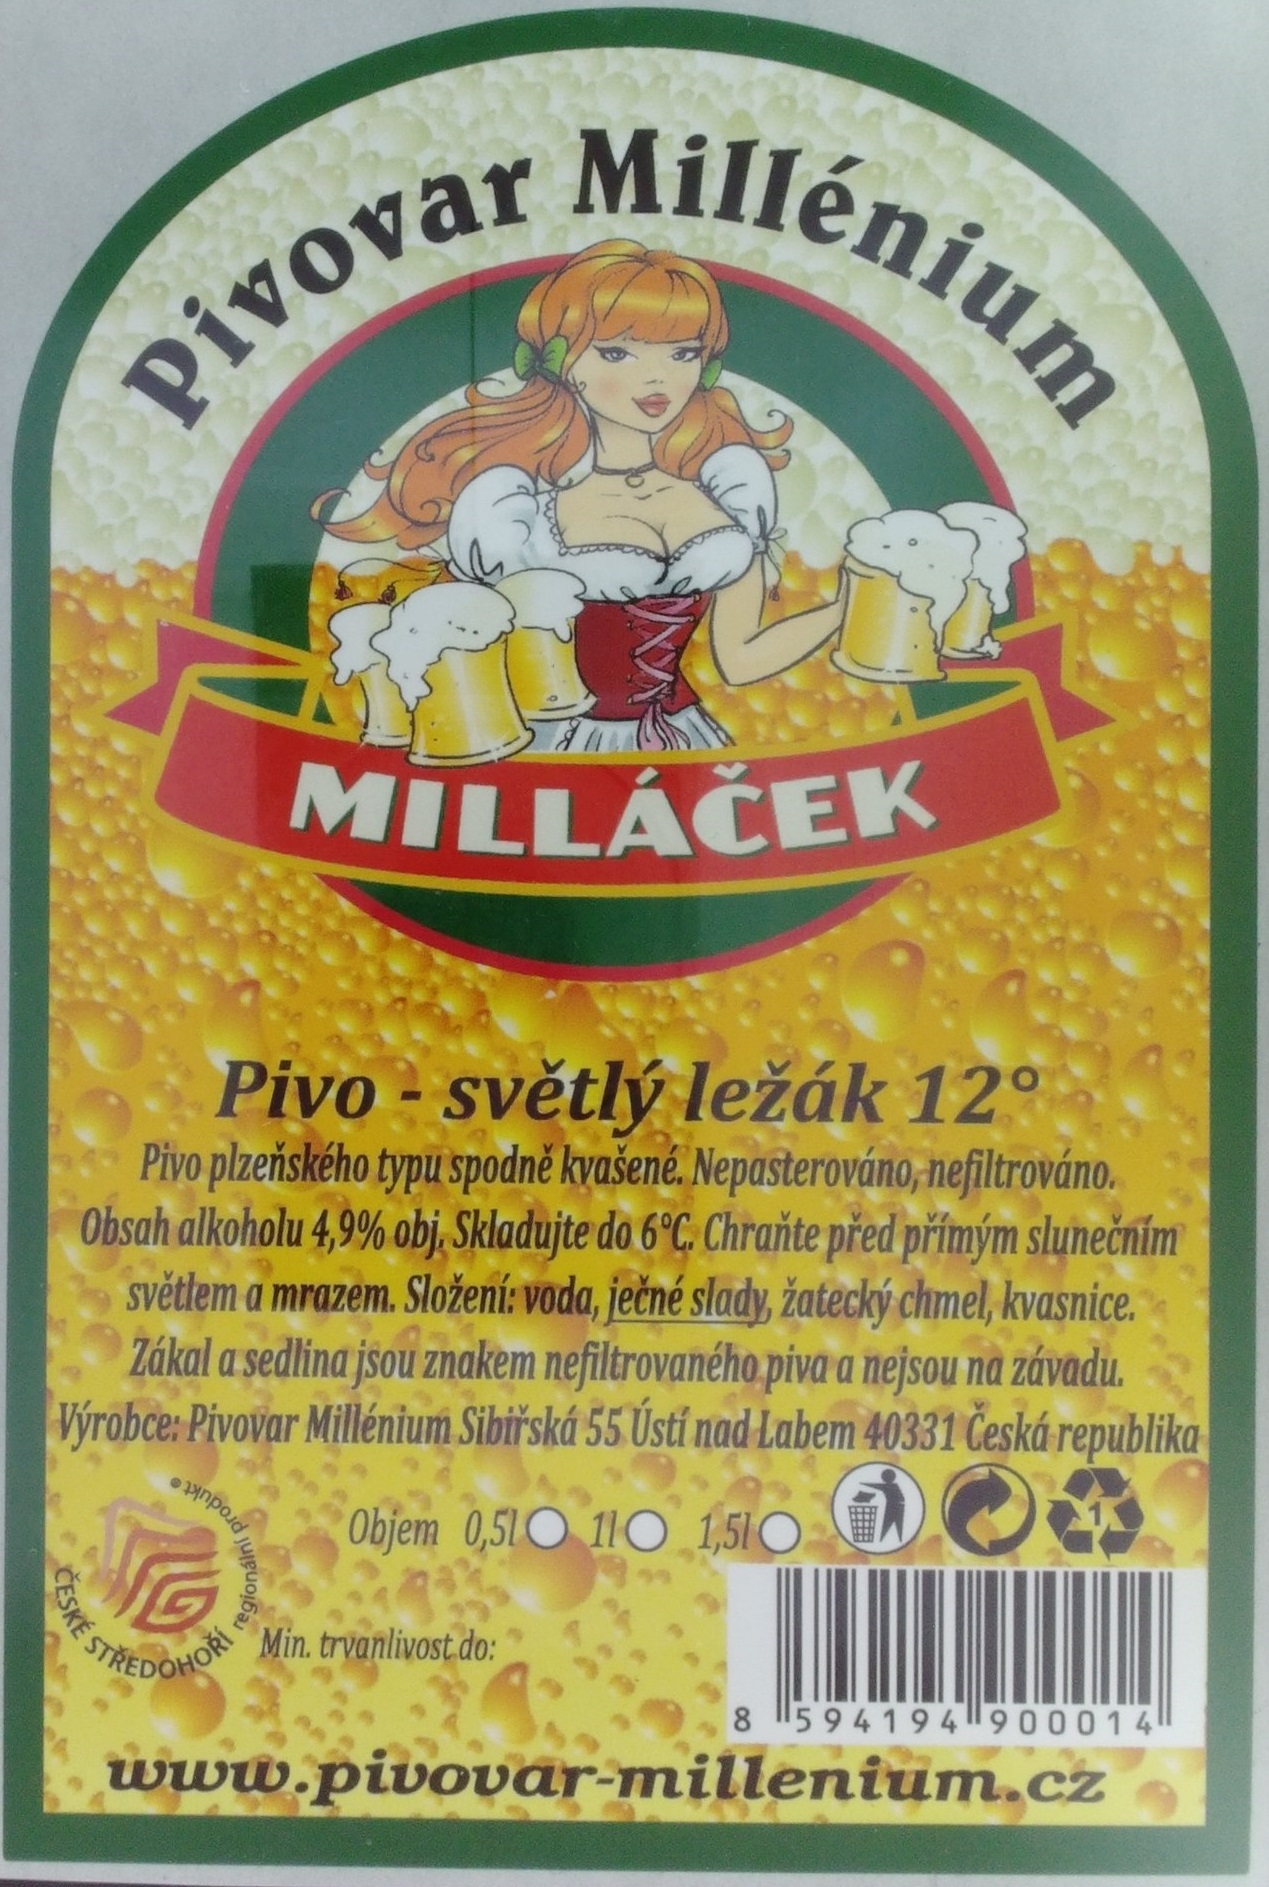 Pivovar Millénium
MILLÁČEK
Pivo - světlý ležák 12°
Pivo plzeňského typu spodně kvašené. Nepasterováno, nefiltrováno.
Obsah alkoholu 4,9% obj. Skladujte do 6°C. Chraňte před přímým slunečním
světlem a mrazem. Složení: voda, ječné slady, žatecký chmel, kvasnice.
Zákal a sedlina jsou znakem nefiltrovaného piva a nejsou na závadu.
Výrobce: Pivovar Millénium Sibiřská 55 Ústí nad Labem 40331 Česká republika
ČESKÉ STŘEDOHOŘÍ regionální produkt ®
Objem 0,5l 1l 1,5l
1
Min. trvanlivost do:
8 594194 900014
www.pivovar-millenium.cz